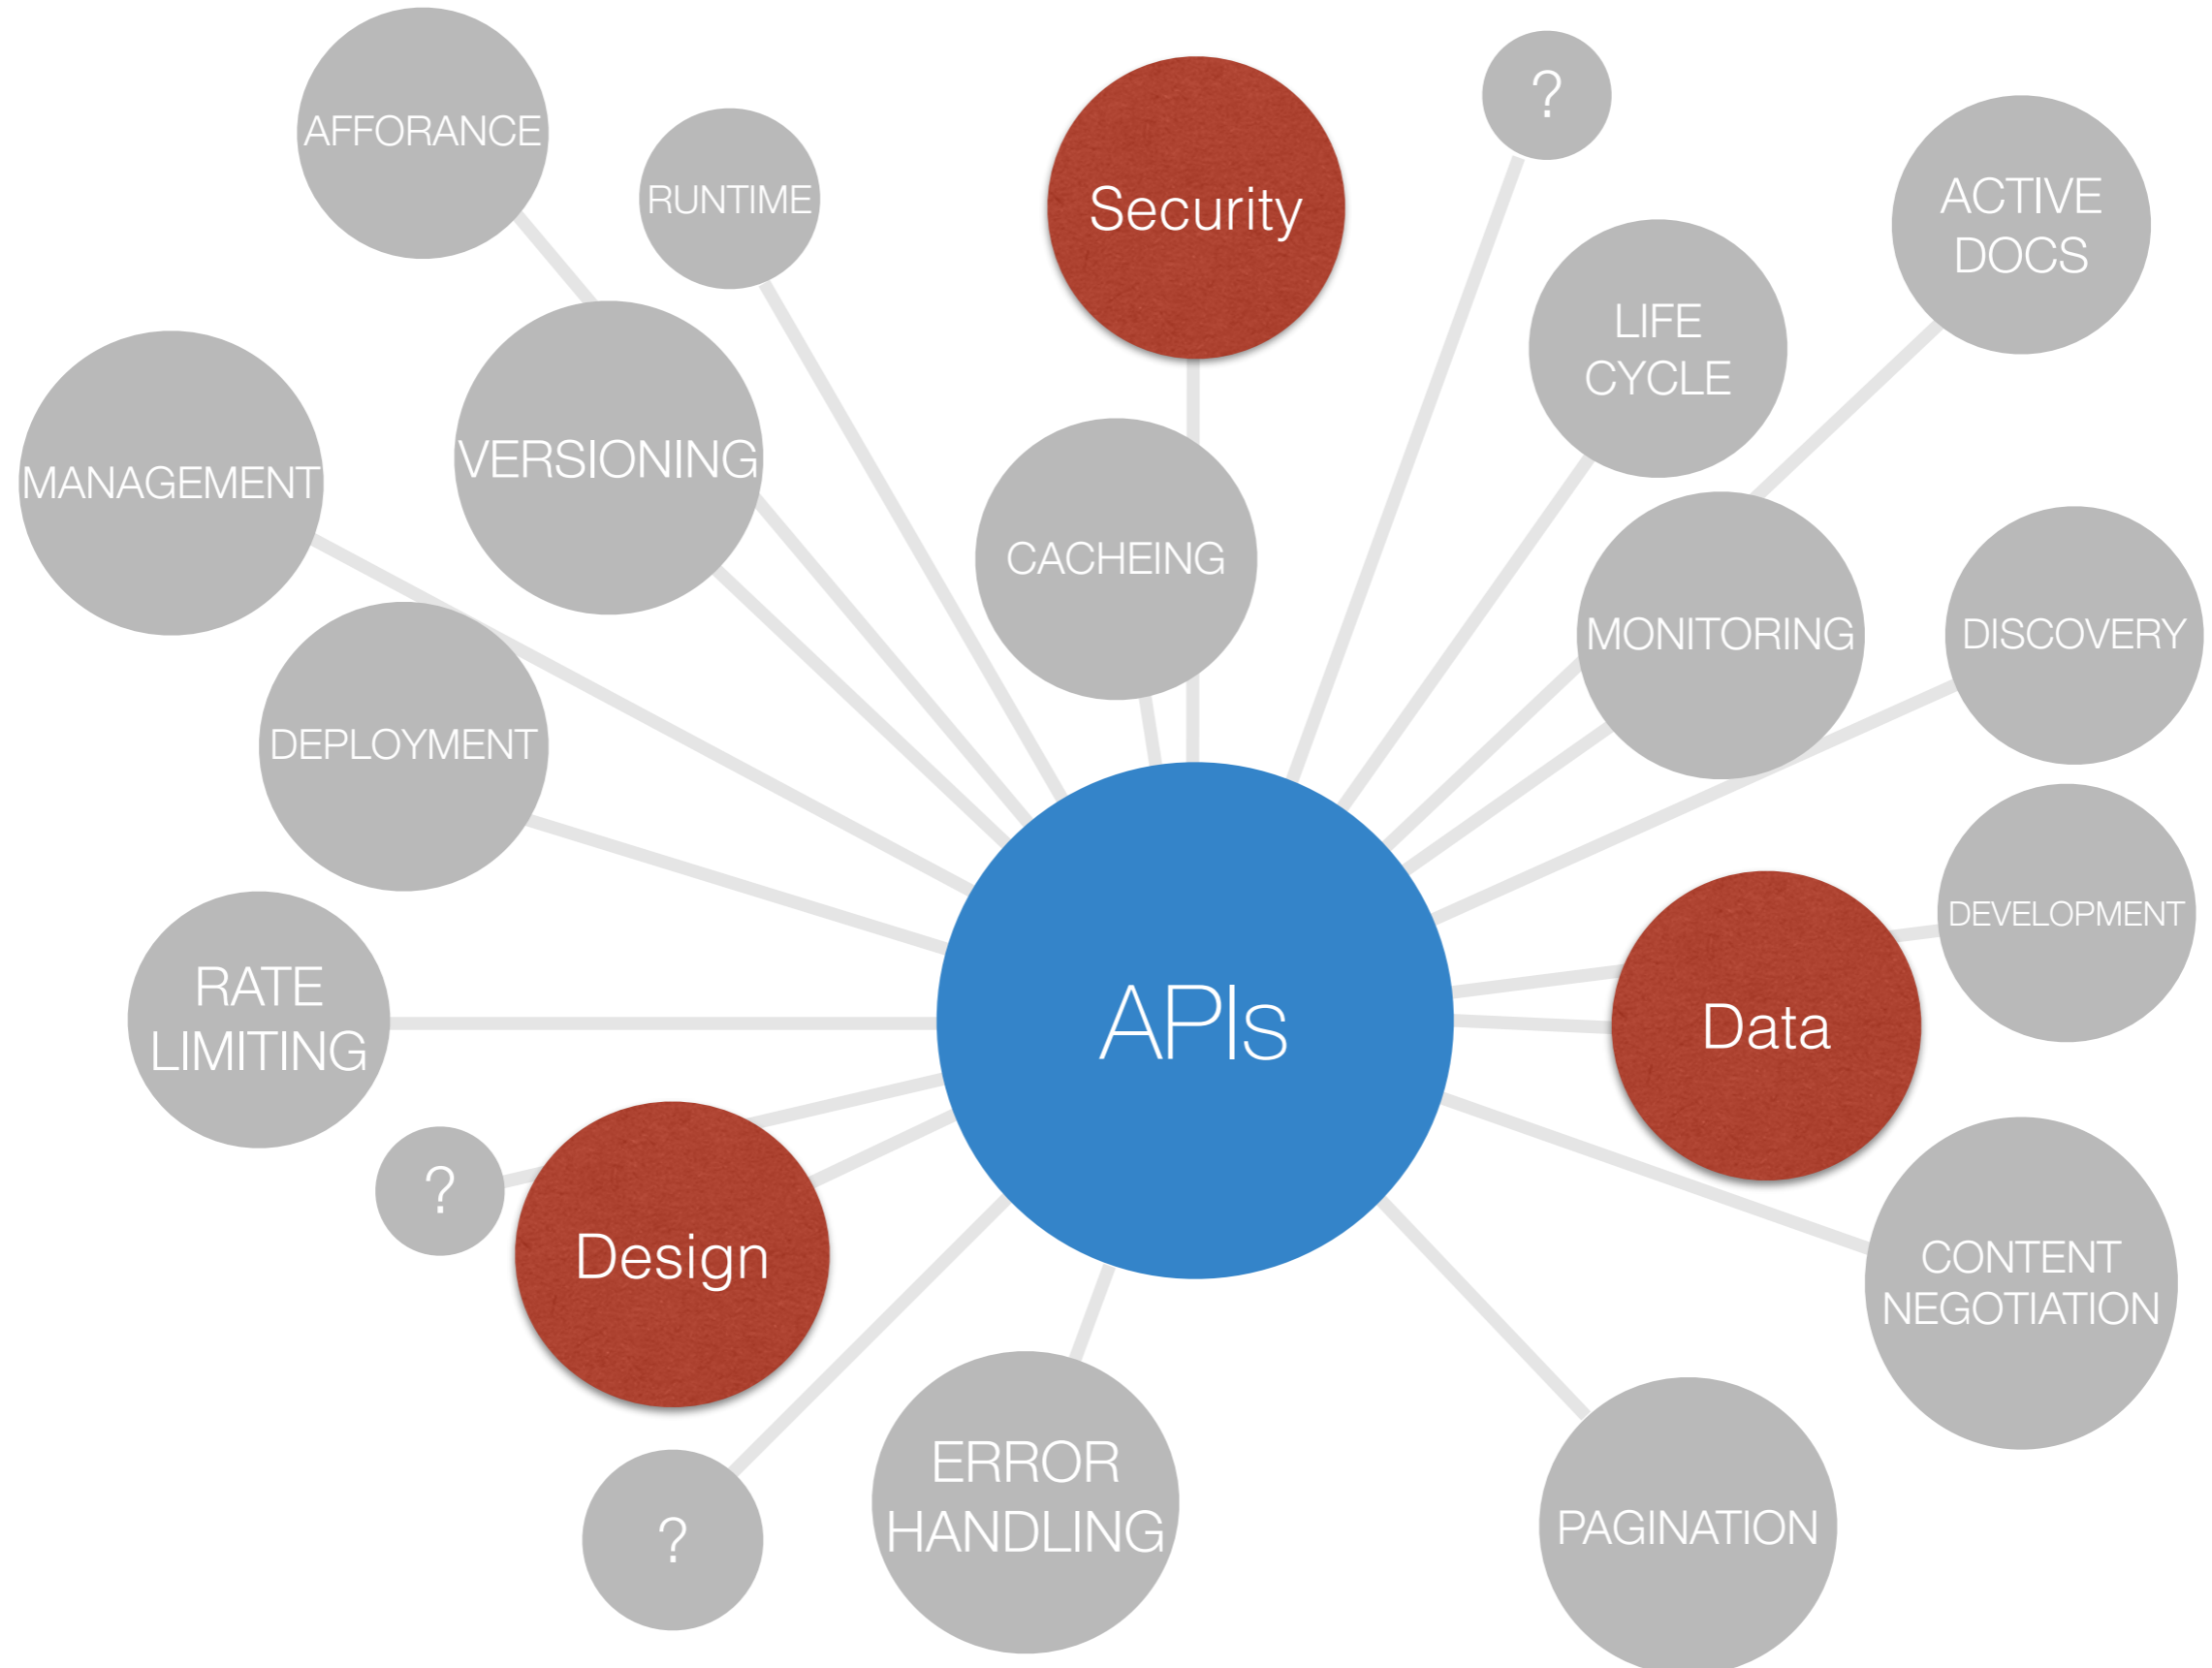 ?
AFFORANCE
RUNTIME
Security
ACTIVE
DOCS
LIFE
CYCLE
VERSIONING
MANAGEMENT
CACHEING
MONITORING
DISCOVERY
DEPLOYMENT
DEVELOPMENT
RATE
LIMITING
APIs
Data
?
Design
CONTENT
NEGOTIATION
ERROR
HANDLING
PAGINATION
?